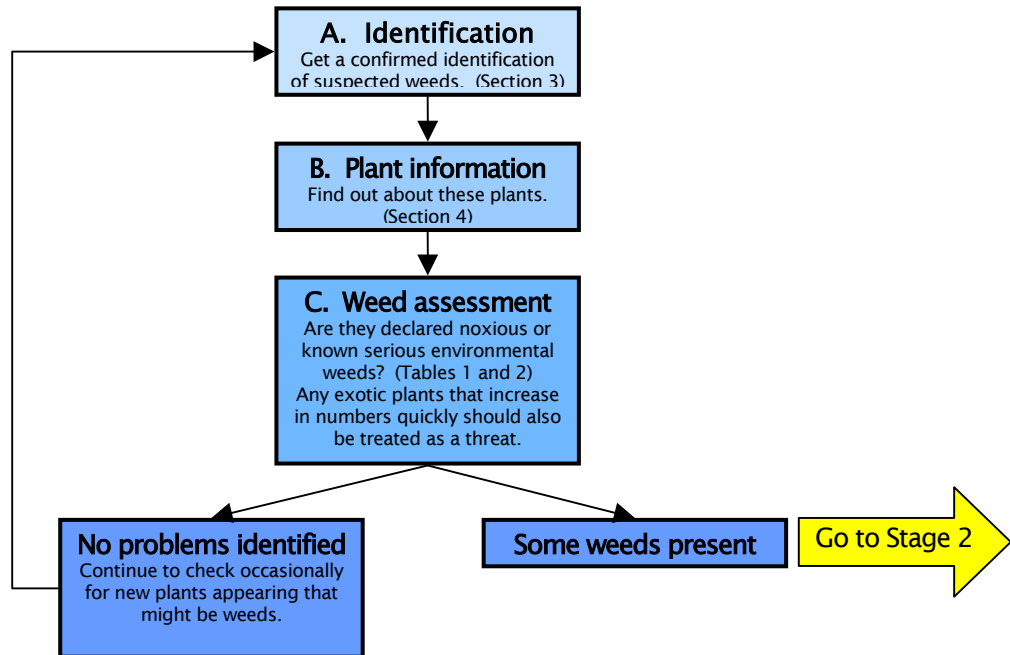 A. Identification
Get a confirmed identification
of suspected weeds. (Section 3)
B. Plant information
Find out about these plants.
(Section 4)
C. Weed assessment
Are they declared noxious or
known serious environmental
weeds? (Tables 1 and 2)
Any exotic plants that increase
in numbers quickly should also
be treated as a threat.
No problems identified
Continue to check occasionally
for new plants appearing that
might be weeds.
Some weeds present
Go to Stage 2